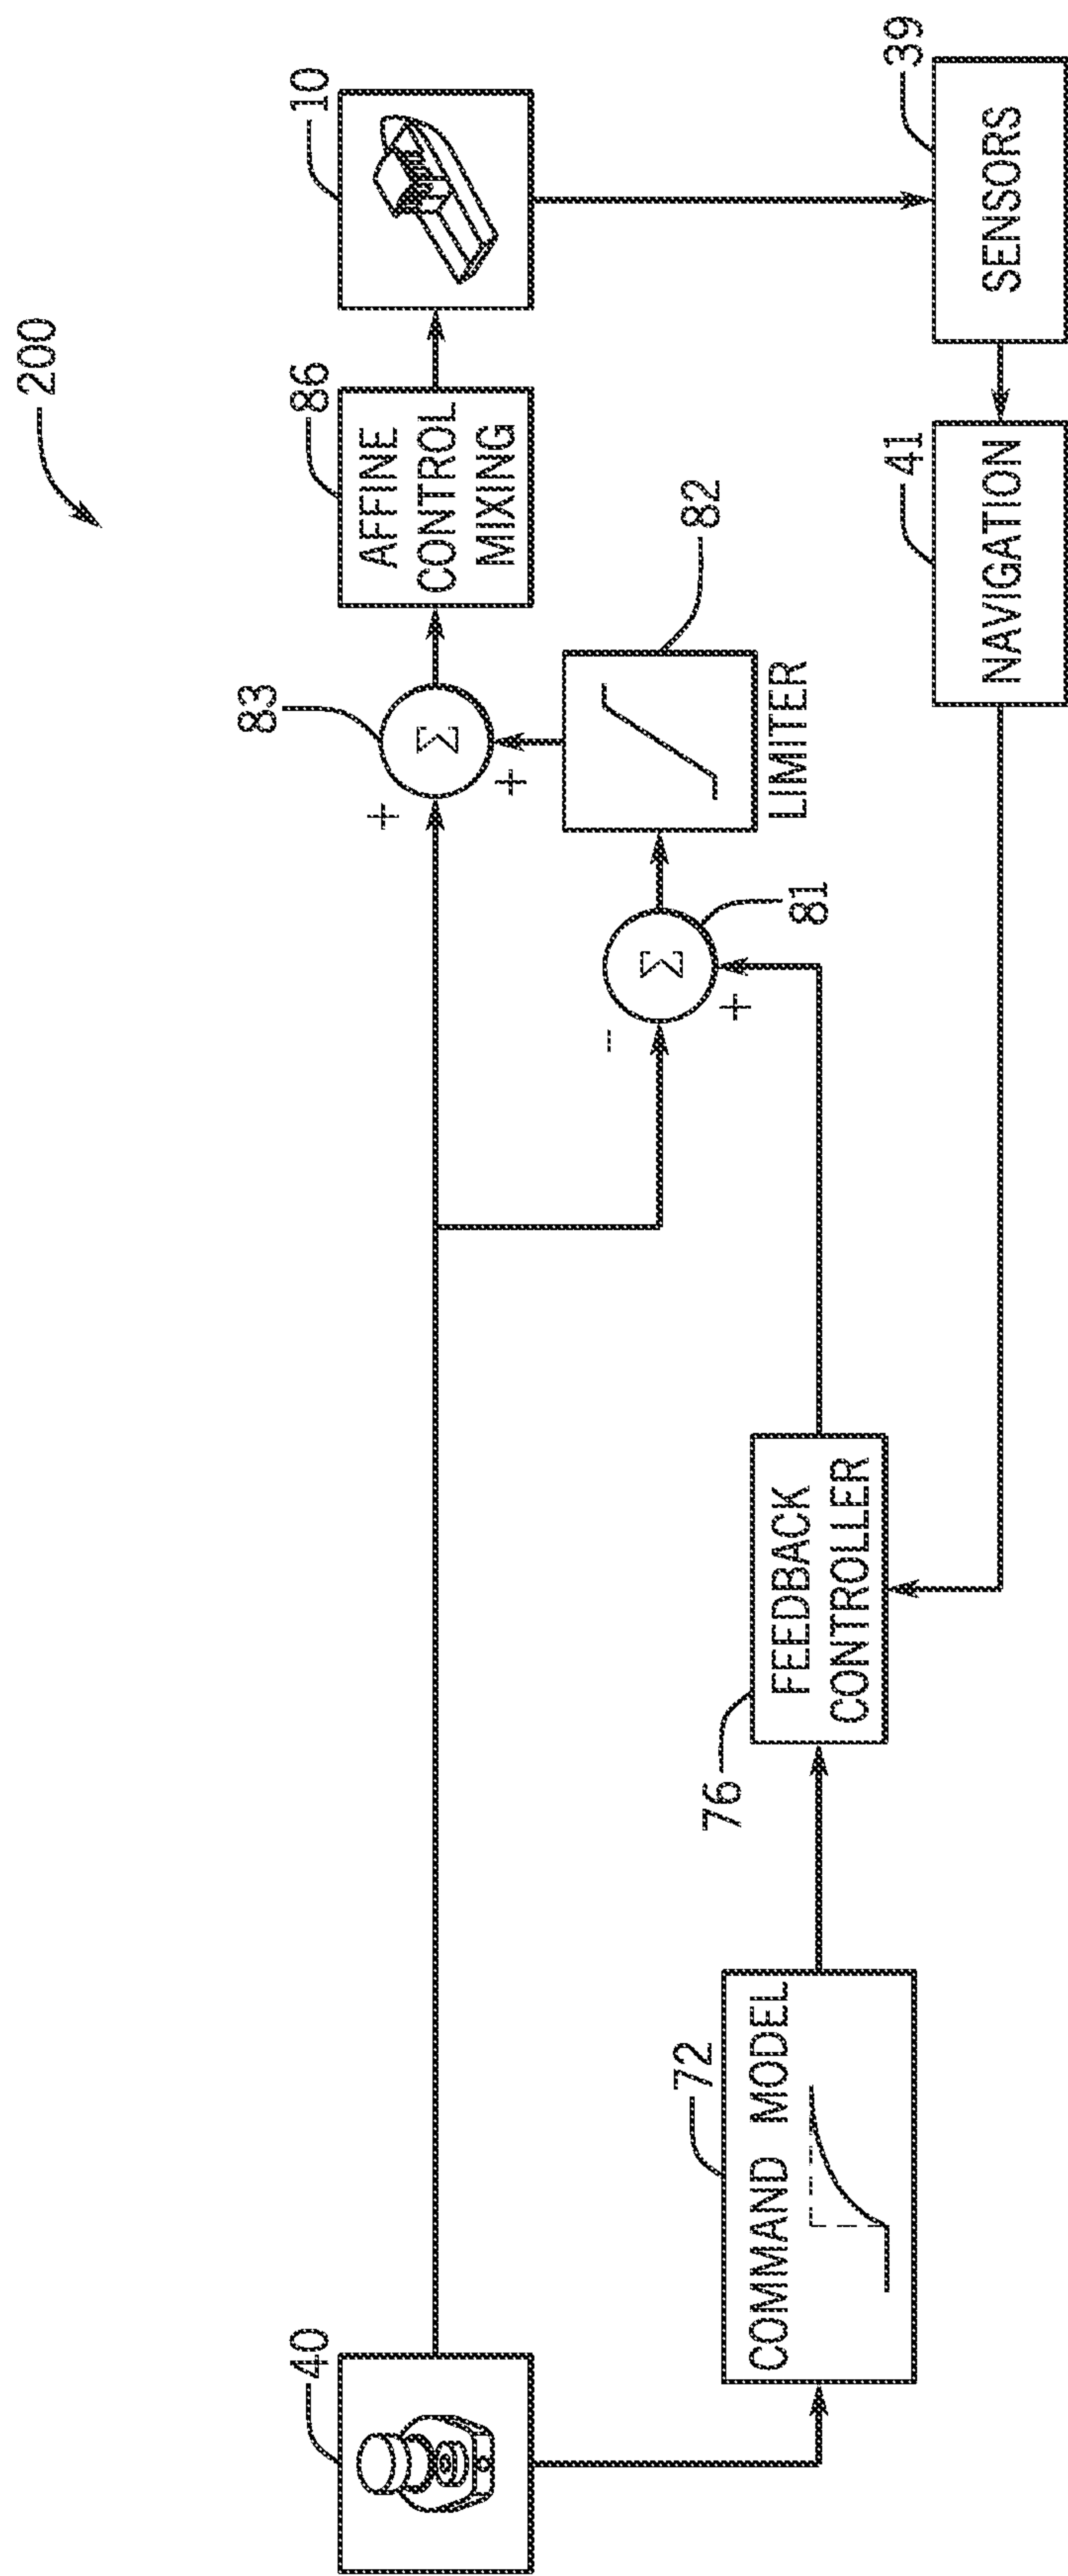 200
40
83
86
AFFINE
CONTROL
MIXING
10
+
Σ
+
82
LIMITER
-
Σ
+
81
72
COMMAND MODEL
76
FEEDBACK
CONTROLLER
41
NAVIGATION
39
SENSORS